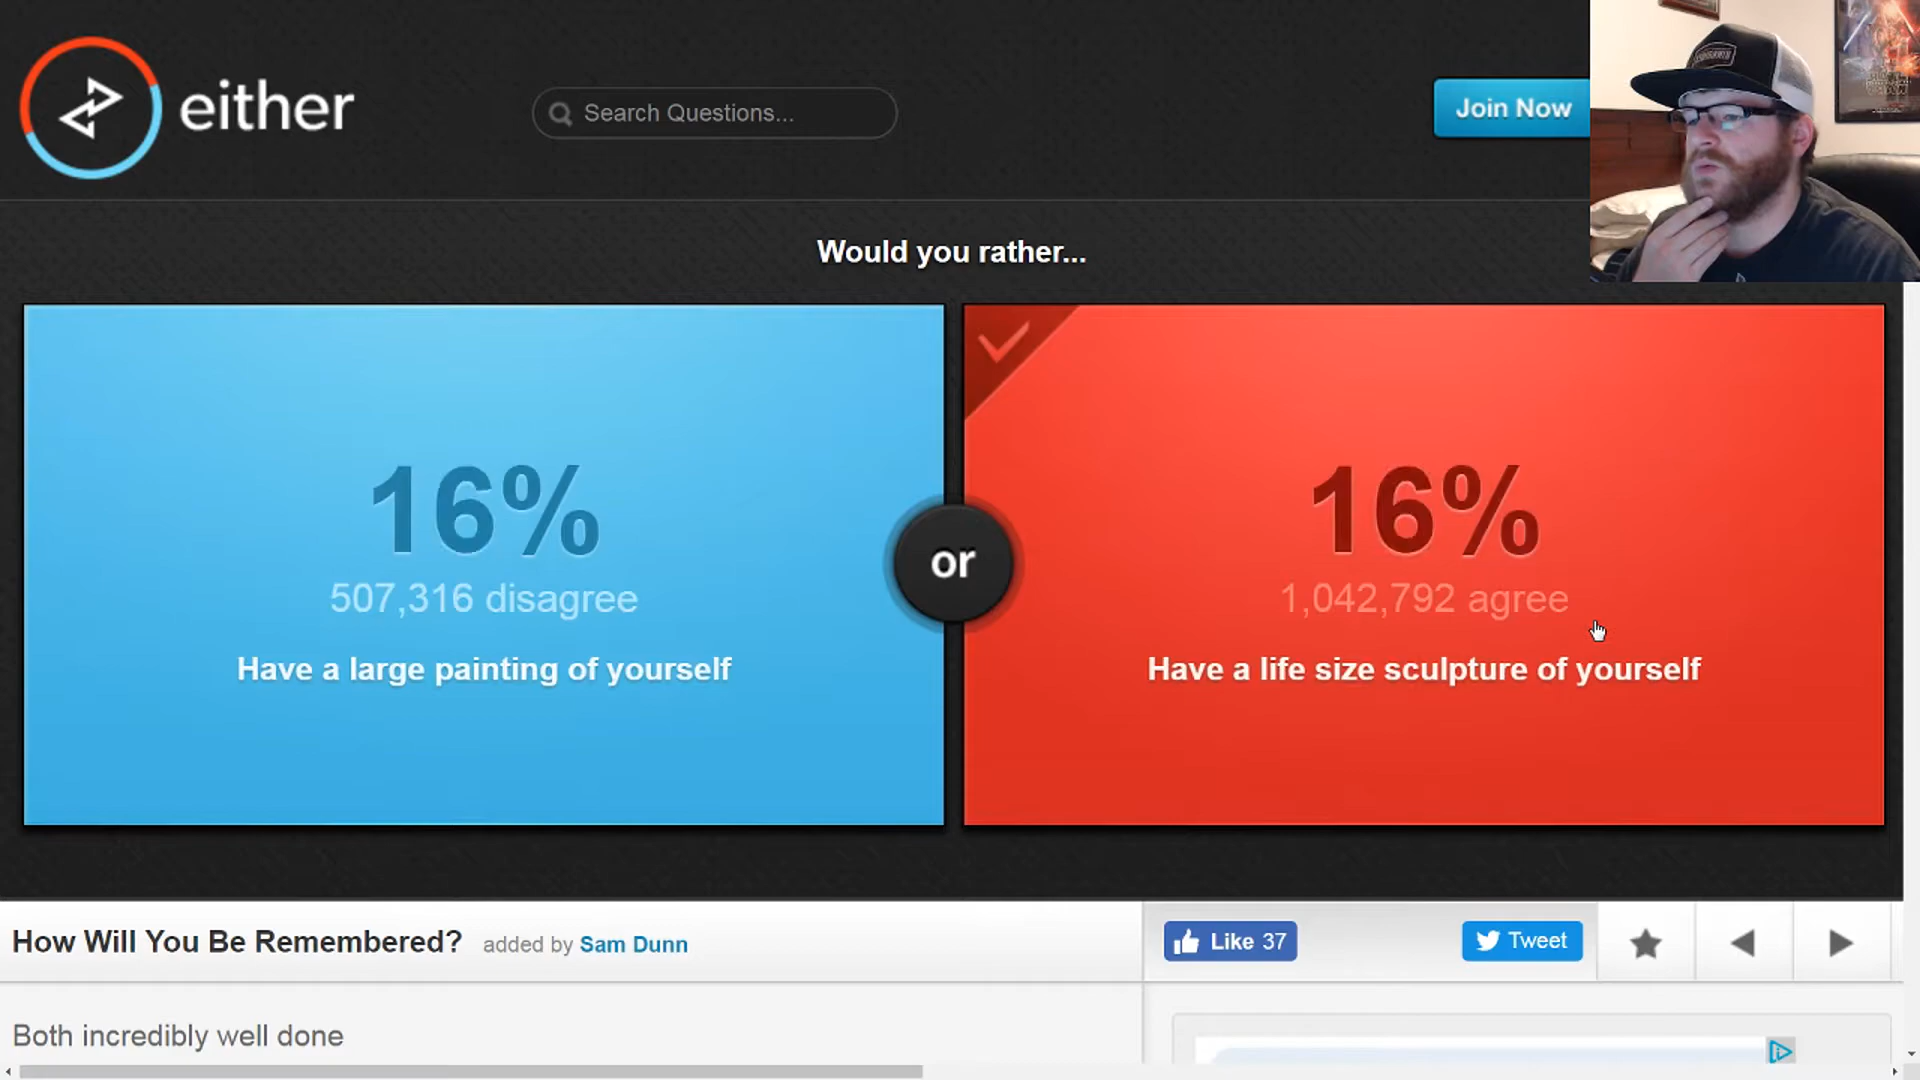 either
Search Questions...
Join Now
Would you rather...
16%
507,316 disagree
Have a large painting of yourself
or
16%
1,042,792 agree
Have a life size sculpture of yourself
How Will You Be Remembered? added by Sam Dunn
Like 37
Tweet
Both incredibly well done